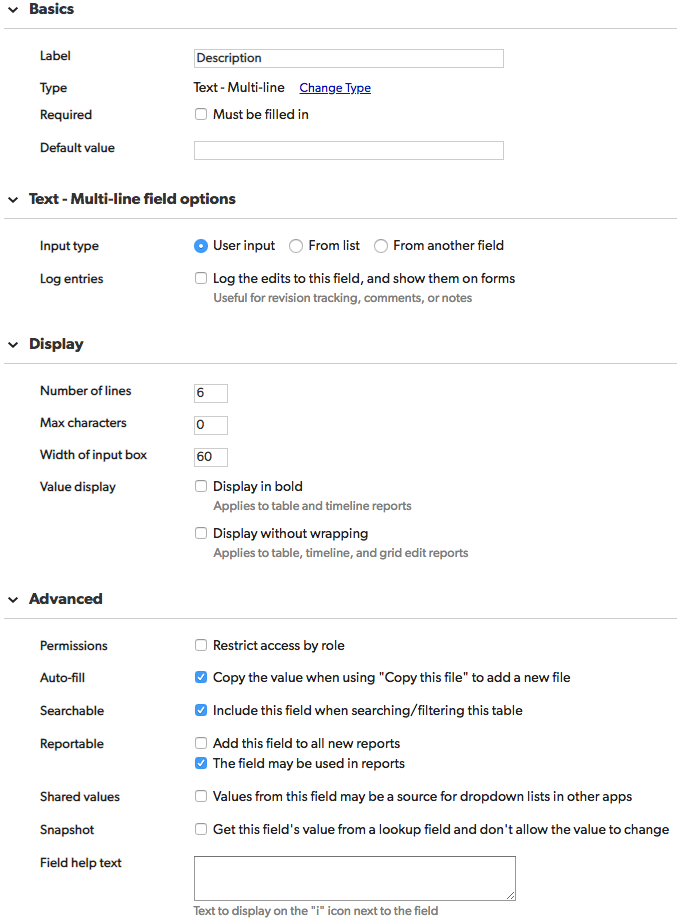 Basics
Label Description
Type Text - Multi-line Change Type
Required Must be filled in
Default value
Text - Multi-line field options
Input type User input From list From another field
Log entries Log the edits to this field, and show them on forms
Useful for revision tracking, comments, or notes
Display
Number of lines 6
Max characters 0
Width of input box 60
Value display Display in bold
Applies to table and timeline reports
Display without wrapping
Applies to table, timeline, and grid edit reports
Advanced
Permissions Restrict access by role
Auto-fill Copy the value when using "Copy this file" to add a new file
Searchable Include this field when searching/filtering this table
Reportable Add this field to all new reports
The field may be used in reports
Shared values Values from this field may be a source for dropdown lists in other apps
Snapshot Get this field's value from a lookup field and don't allow the value to change
Field help text
Text to display on the "i" icon next to the field